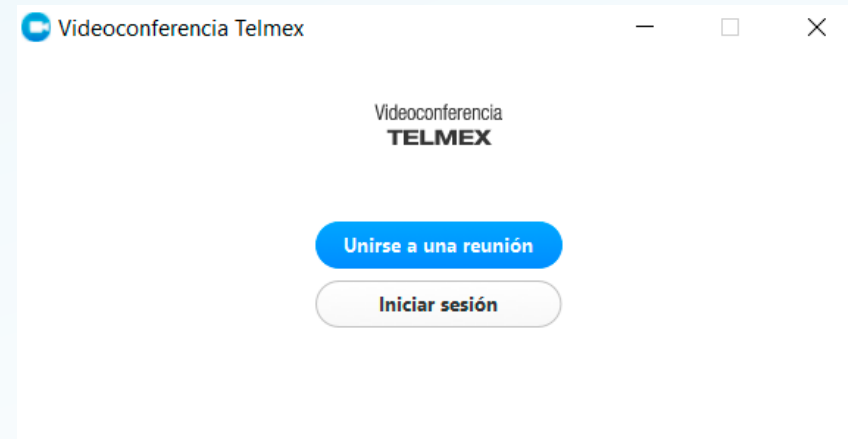 Videoconferencia Telmex
Videoconferencia
TELMEX
Unirse a una reunión
Iniciar sesión